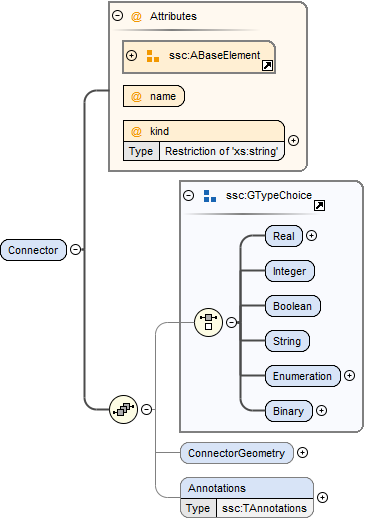 @ Attributes
ssc:ABaseElement
@ name
@ kind
Type Restriction of 'xs:string'
ssc:GTypeChoice
Real
Connector
Integer
Boolean
String
Enumeration
Binary
ConnectorGeometry
Annotations
Type ssc:TAnnotations